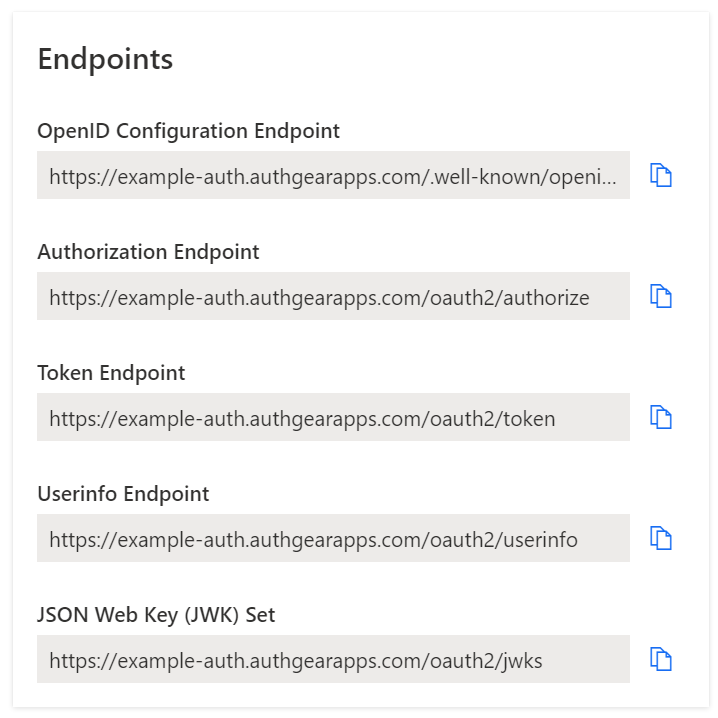 Endpoints
OpenID Configuration Endpoint
https://example-auth.authgearapps.com/.well-known/openi...
Authorization Endpoint
https://example-auth.authgearapps.com/oauth2/authorize
Token Endpoint
https://example-auth.authgearapps.com/oauth2/token
Userinfo Endpoint
https://example-auth.authgearapps.com/oauth2/userinfo
JSON Web Key (JWK) Set
https://example-auth.authgearapps.com/oauth2/jwks